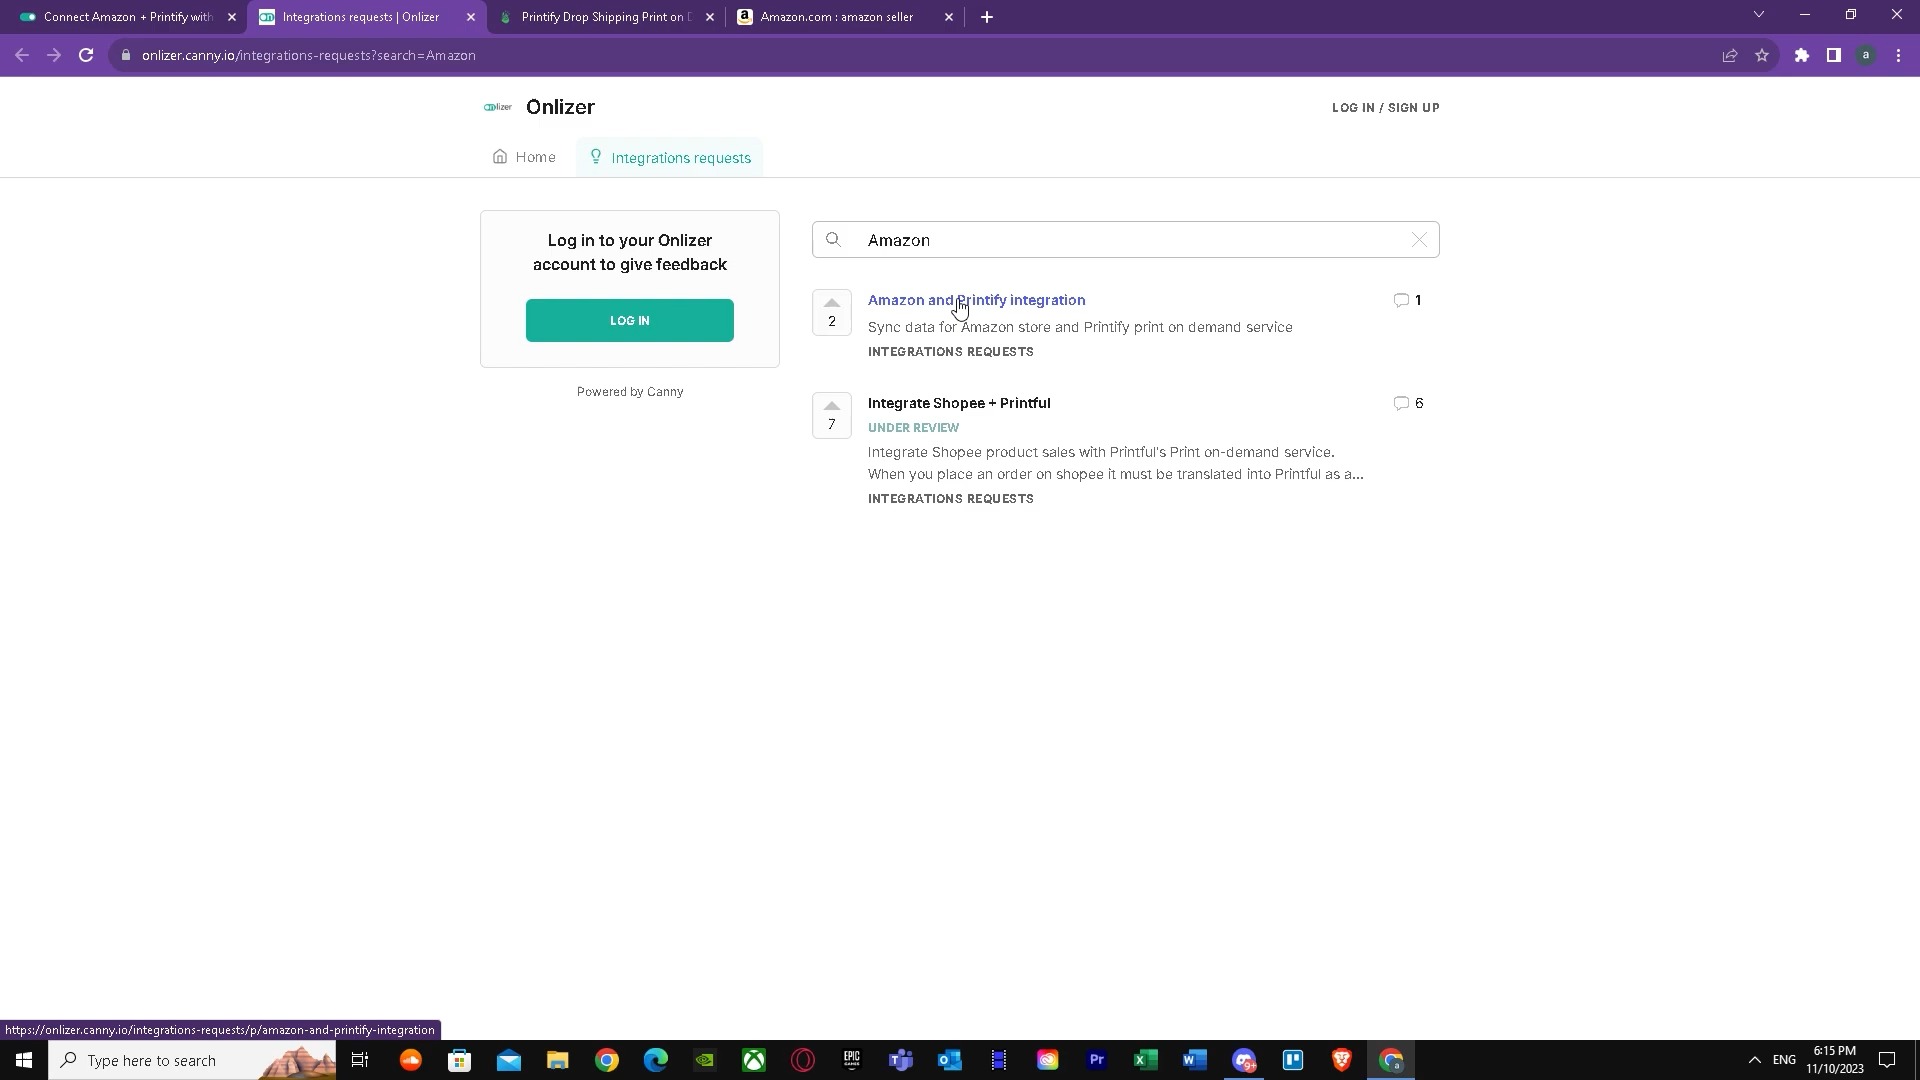 Connect Amazon + Printify with
Integrations requests | Onlizer
Printify Drop Shipping Print on D
Amazon.com : amazon seller
onlizer.canny.io/integrations-requests?search=Amazon
a
onlizer
Onlizer
LOG IN / SIGN UP
Home
Integrations requests
Log in to your Onlizer
account to give feedback
LOG IN
Powered by Canny
Amazon
2
Amazon and Printify integration
1
Sync data for Amazon store and Printify print on demand service
INTEGRATIONS REQUESTS
7
Integrate Shopee + Printful
6
UNDER REVIEW
Integrate Shopee product sales with Printful's Print on-demand service.
When you place an order on shopee it must be translated into Printful as a...
INTEGRATIONS REQUESTS
https://onlizer.canny.io/integrations-requests/p/amazon-and-printify-integration
Type here to search
EPIC GAMES
Pr
9+
a
ENG
6:15 PM
11/10/2023